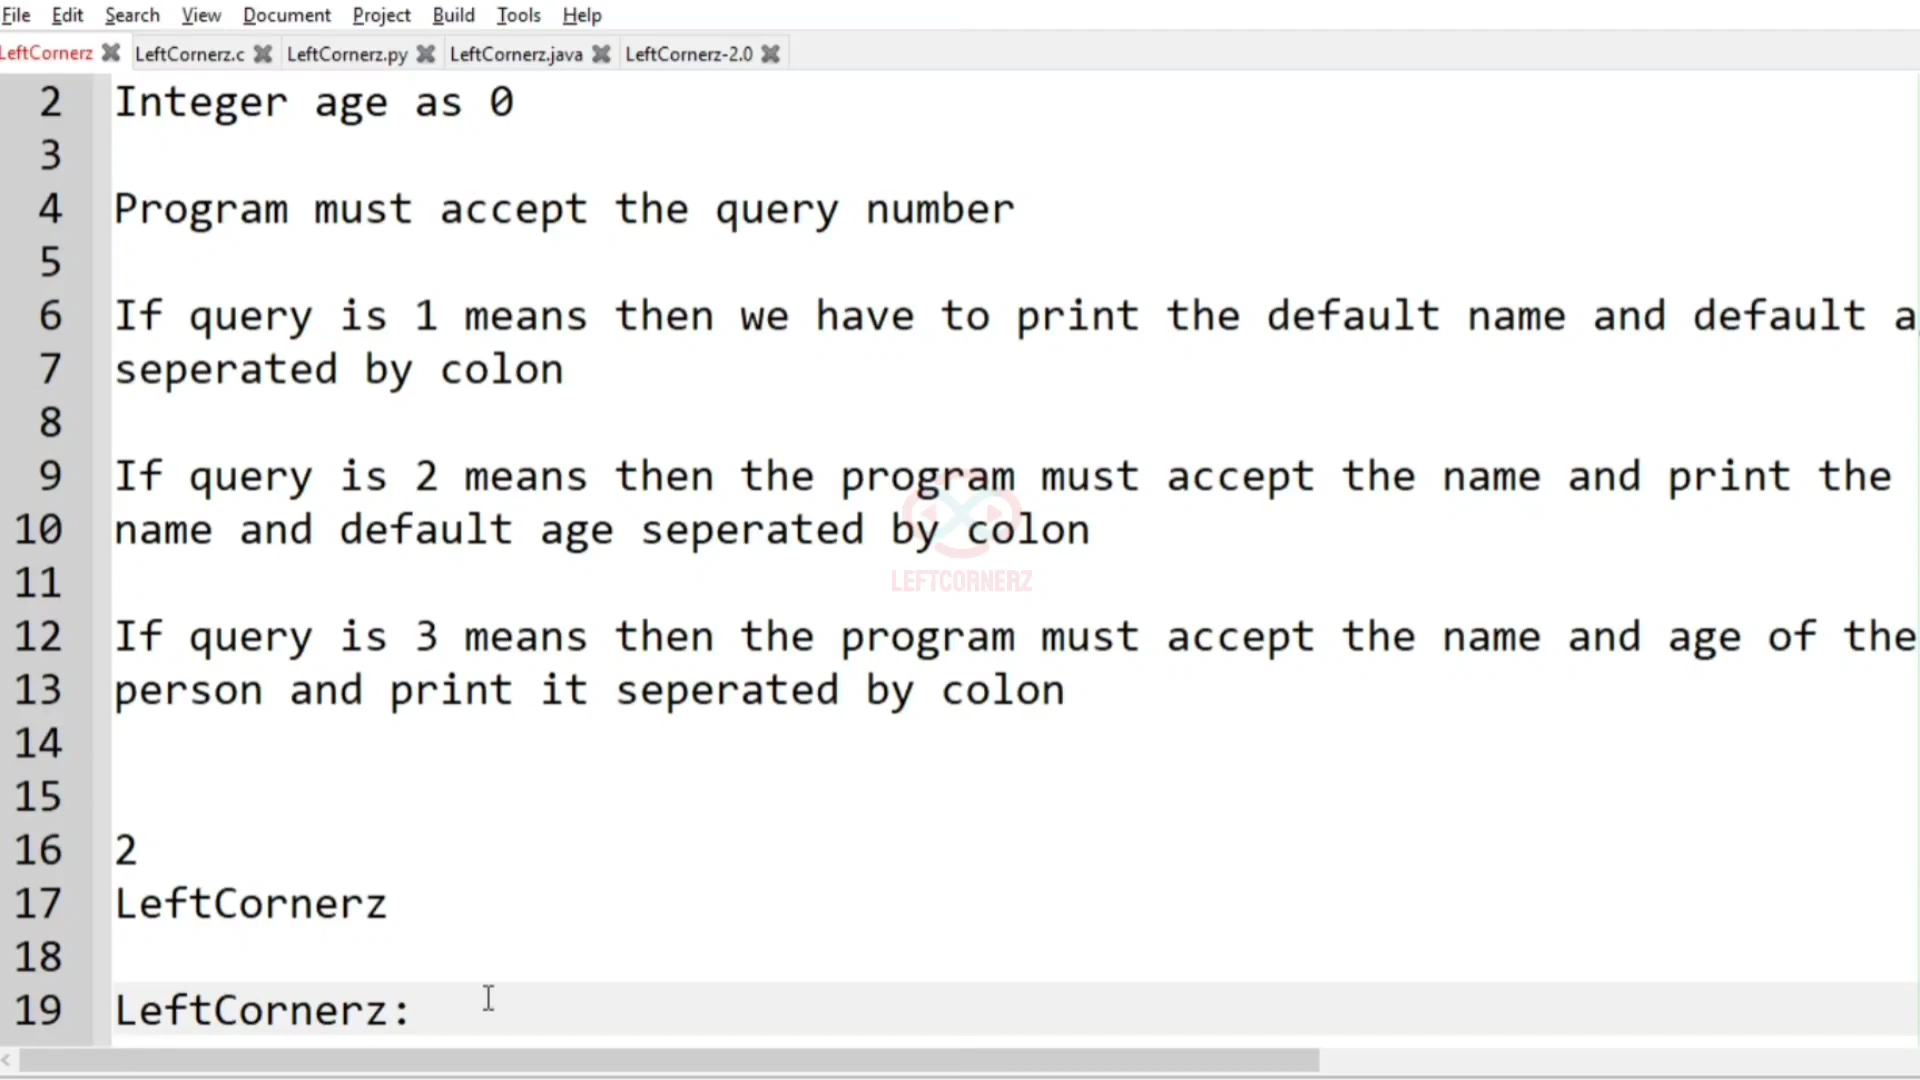 File Edit Search View Document Project Build Tools Help
LeftCornerz LeftCornerz.c LeftCornerz.py LeftCornerz.java LeftCornerz-2.0
2 Integer age as 0
3
4 Program must accept the query number
5
6 If query is 1 means then we have to print the default name and default a
7 seperated by colon
8
9 If query is 2 means then the program must accept the name and print the
10 name and default age seperated by colon
LEFTCORNERZ
11
12 If query is 3 means then the program must accept the name and age of the
13 person and print it seperated by colon
14
15
16 2
17 LeftCornerz
18
19 LeftCornerz: